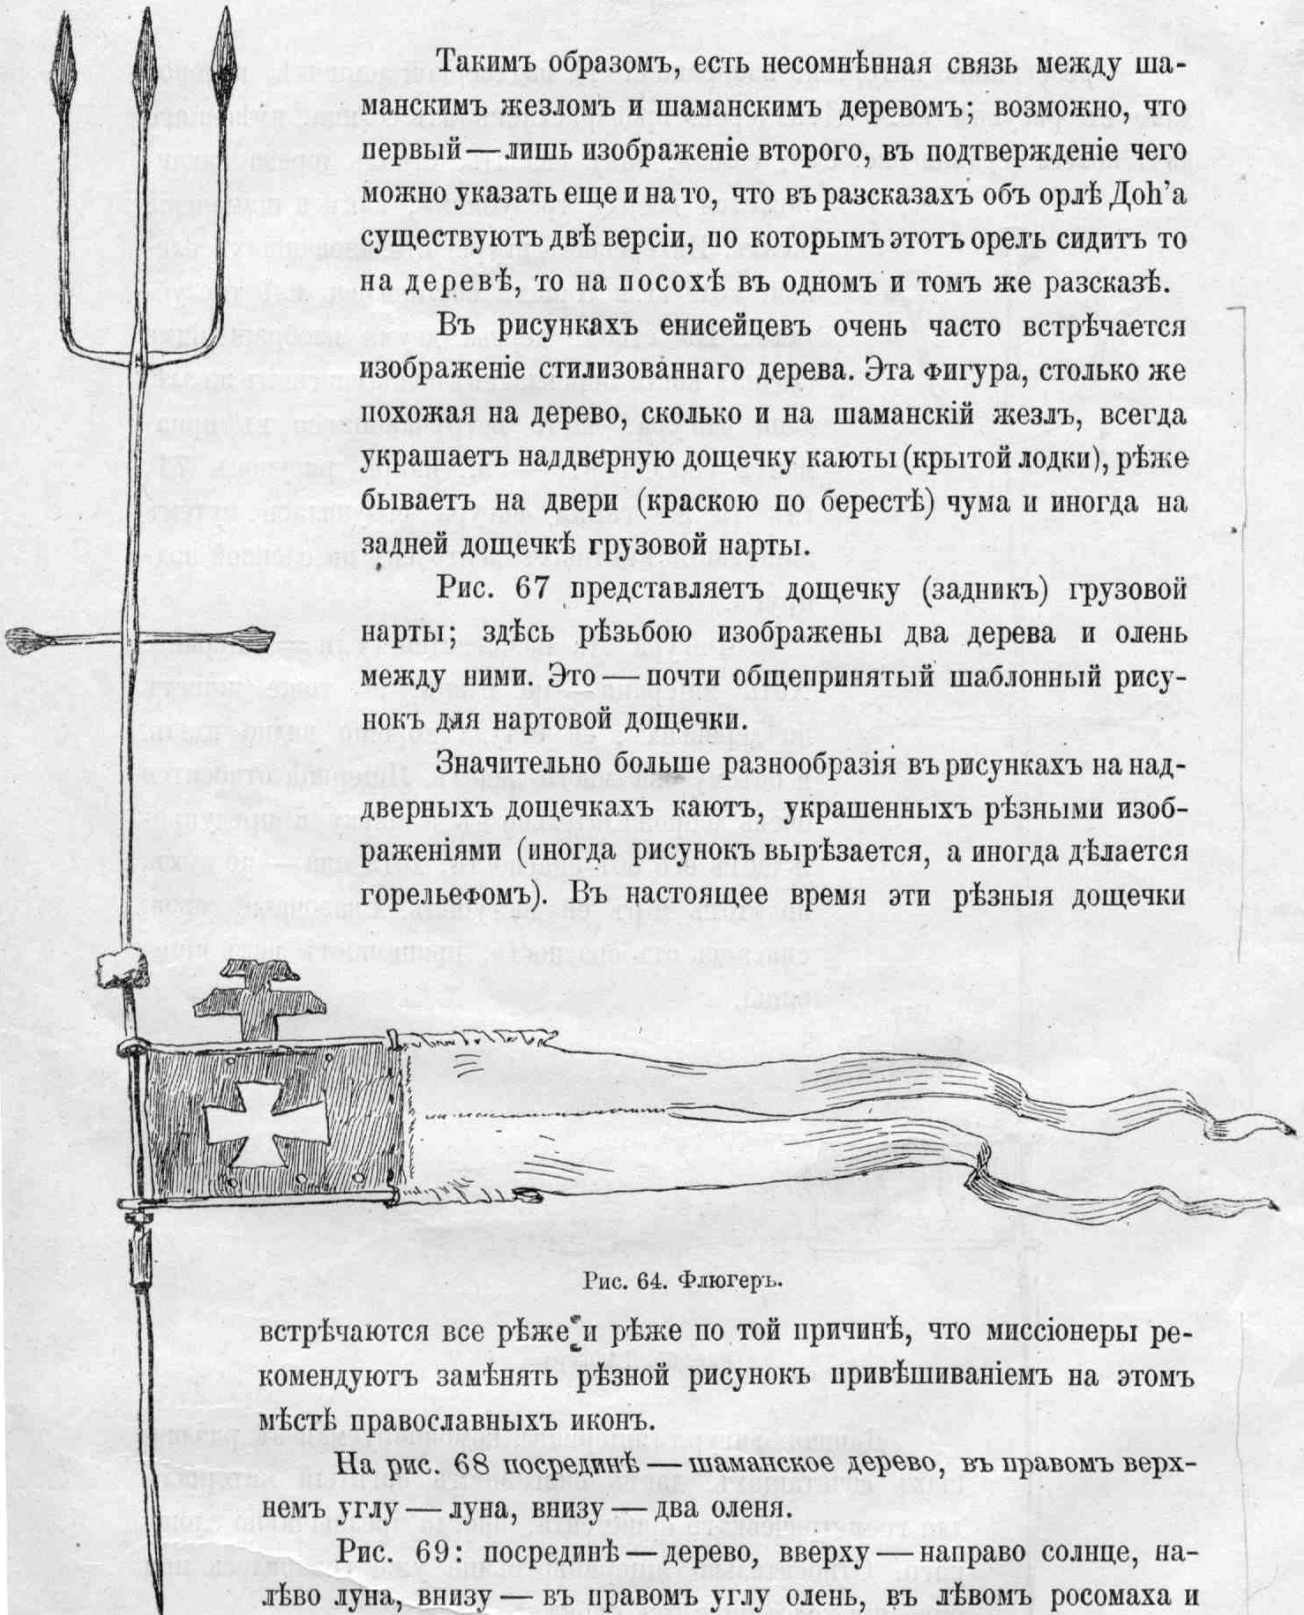 Такимъ образомъ, есть несомнѣнная связь между ша-
манскимъ жезломъ и шаманскимъ деревомъ; возможно, что
первый — лишь изображеніе второго, въ подтвержденіе чего
можно указать еще и на то, что въ разсказахъ объ орлѣ Доһ’а
существуютъ двѣ версіи, по которымъ этотъ орелъ сидитъ то
на деревѣ, то на посохѣ въ одномъ и томъ же разсказѣ.
Въ рисункахъ енисейцевъ очень часто встрѣчается
изображеніе стилизованнаго дерева. Эта фигура, столько же
похожая на дерево, сколько и на шаманскій жезлъ, всегда
украшаетъ наддверную дощечку каюты (крытой лодки), рѣже
бываетъ на двери (краскою по берестѣ) чума и иногда на
задней дощечкѣ грузовой нарты.
Рис. 67 представляетъ дощечку (задникъ) грузовой
нарты; здѣсь рѣзьбою изображены два дерева и олень
между ними. Это — почти общепринятый шаблонный рису-
нокъ для нартовой дощечки.
Значительно больше разнообразія въ рисункахъ на над-
дверныхъ дощечкахъ каютъ, украшенныхъ рѣзными изоб-
раженіями (иногда рисунокъ вырѣзается, а иногда дѣлается
горельефомъ). Въ настоящее время эти рѣзныя дощечки
Рис. 64. Флюгеръ.
встрѣчаются все рѣже и рѣже по той причинѣ, что миссіонеры ре-
комендуютъ замѣнять рѣзной рисунокъ привѣшиваніемъ на этомъ
мѣстѣ православныхъ иконъ.
На рис. 68 посрединѣ — шаманское дерево, въ правомъ верх-
немъ углу — луна, внизу — два оленя.
Рис. 69: посрединѣ — дерево, вверху — направо солнце, на-
лѣво луна, внизу — въ правомъ углу олень, въ лѣвомъ росомаха и